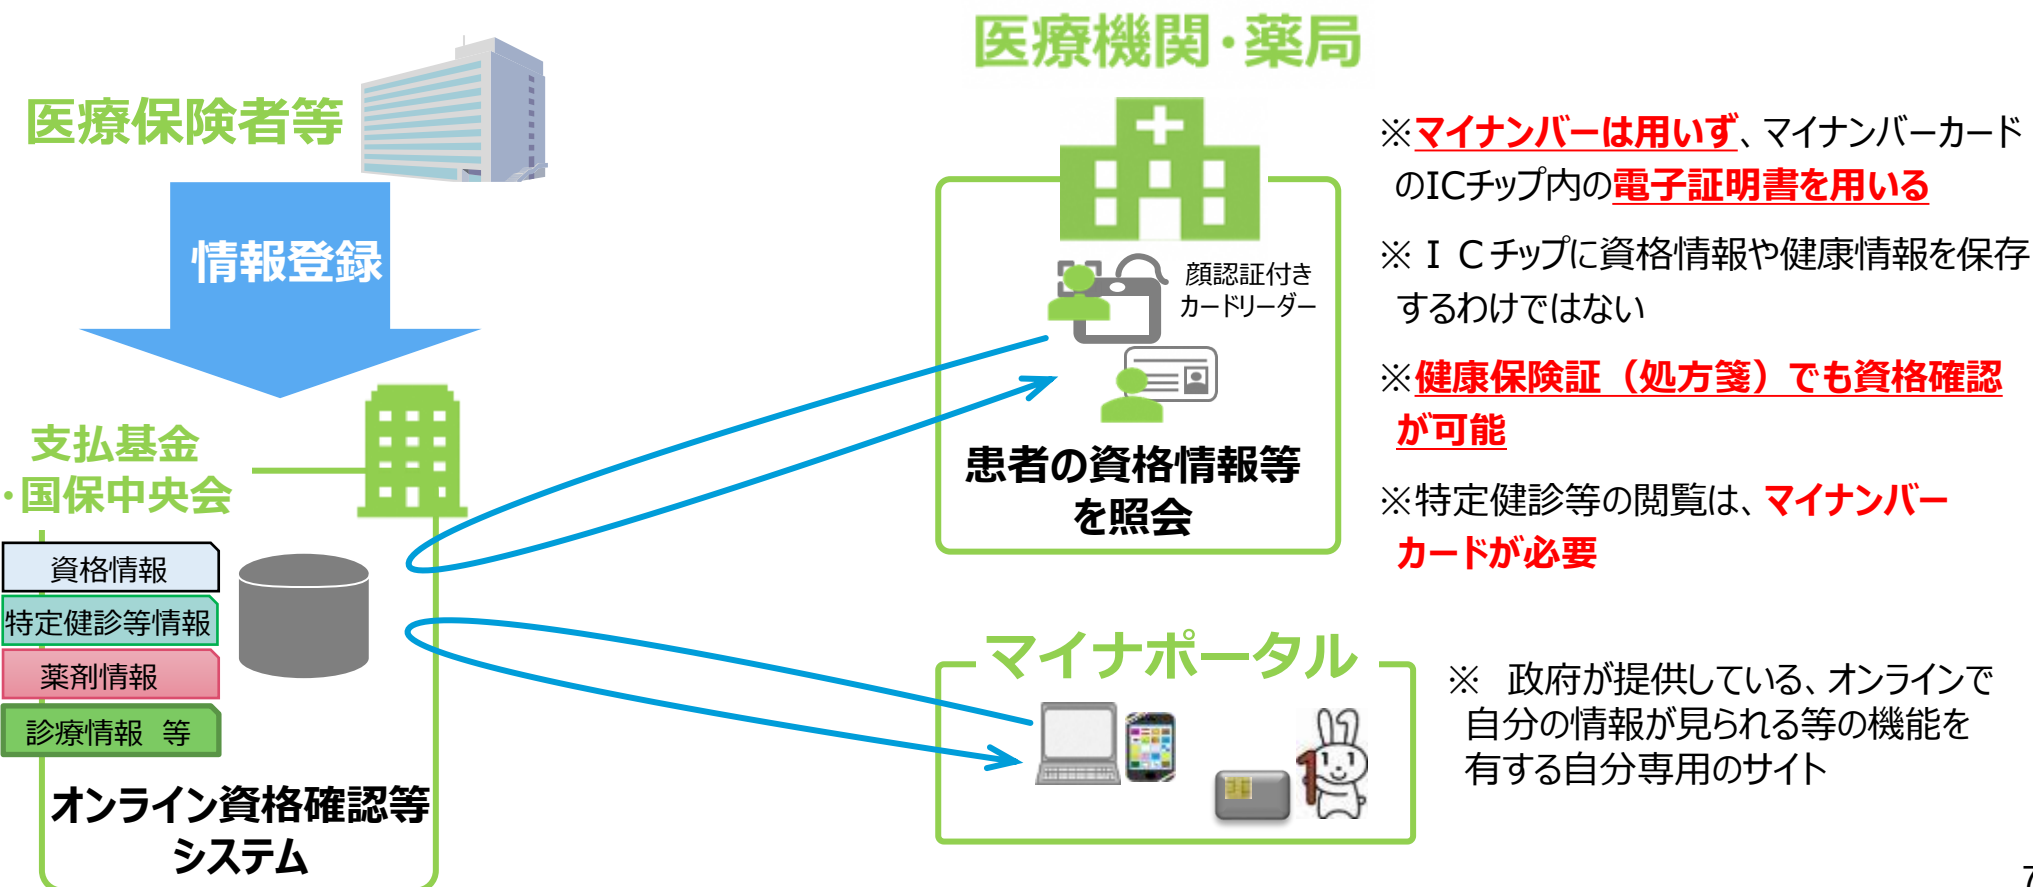 医療保険者等
情報登録
支払基金
・国保中央会
資格情報
特定健診等情報
薬剤情報
診療情報 等
オンライン資格確認等
システム
医療機関・薬局
顔認証付き
カードリーダー
患者の資格情報等
を照会
※マイナンバーは用いず、マイナンバーカード
のICチップ内の電子証明書を用いる
※ＩＣチップに資格情報や健康情報を保存
するわけではない
※健康保険証（処方箋）でも資格確認
が可能
※特定健診等の閲覧は、マイナンバー
カードが必要
マイナポータル
※ 政府が提供している、オンラインで
自分の情報が見られる等の機能を
有する自分専用のサイト
7